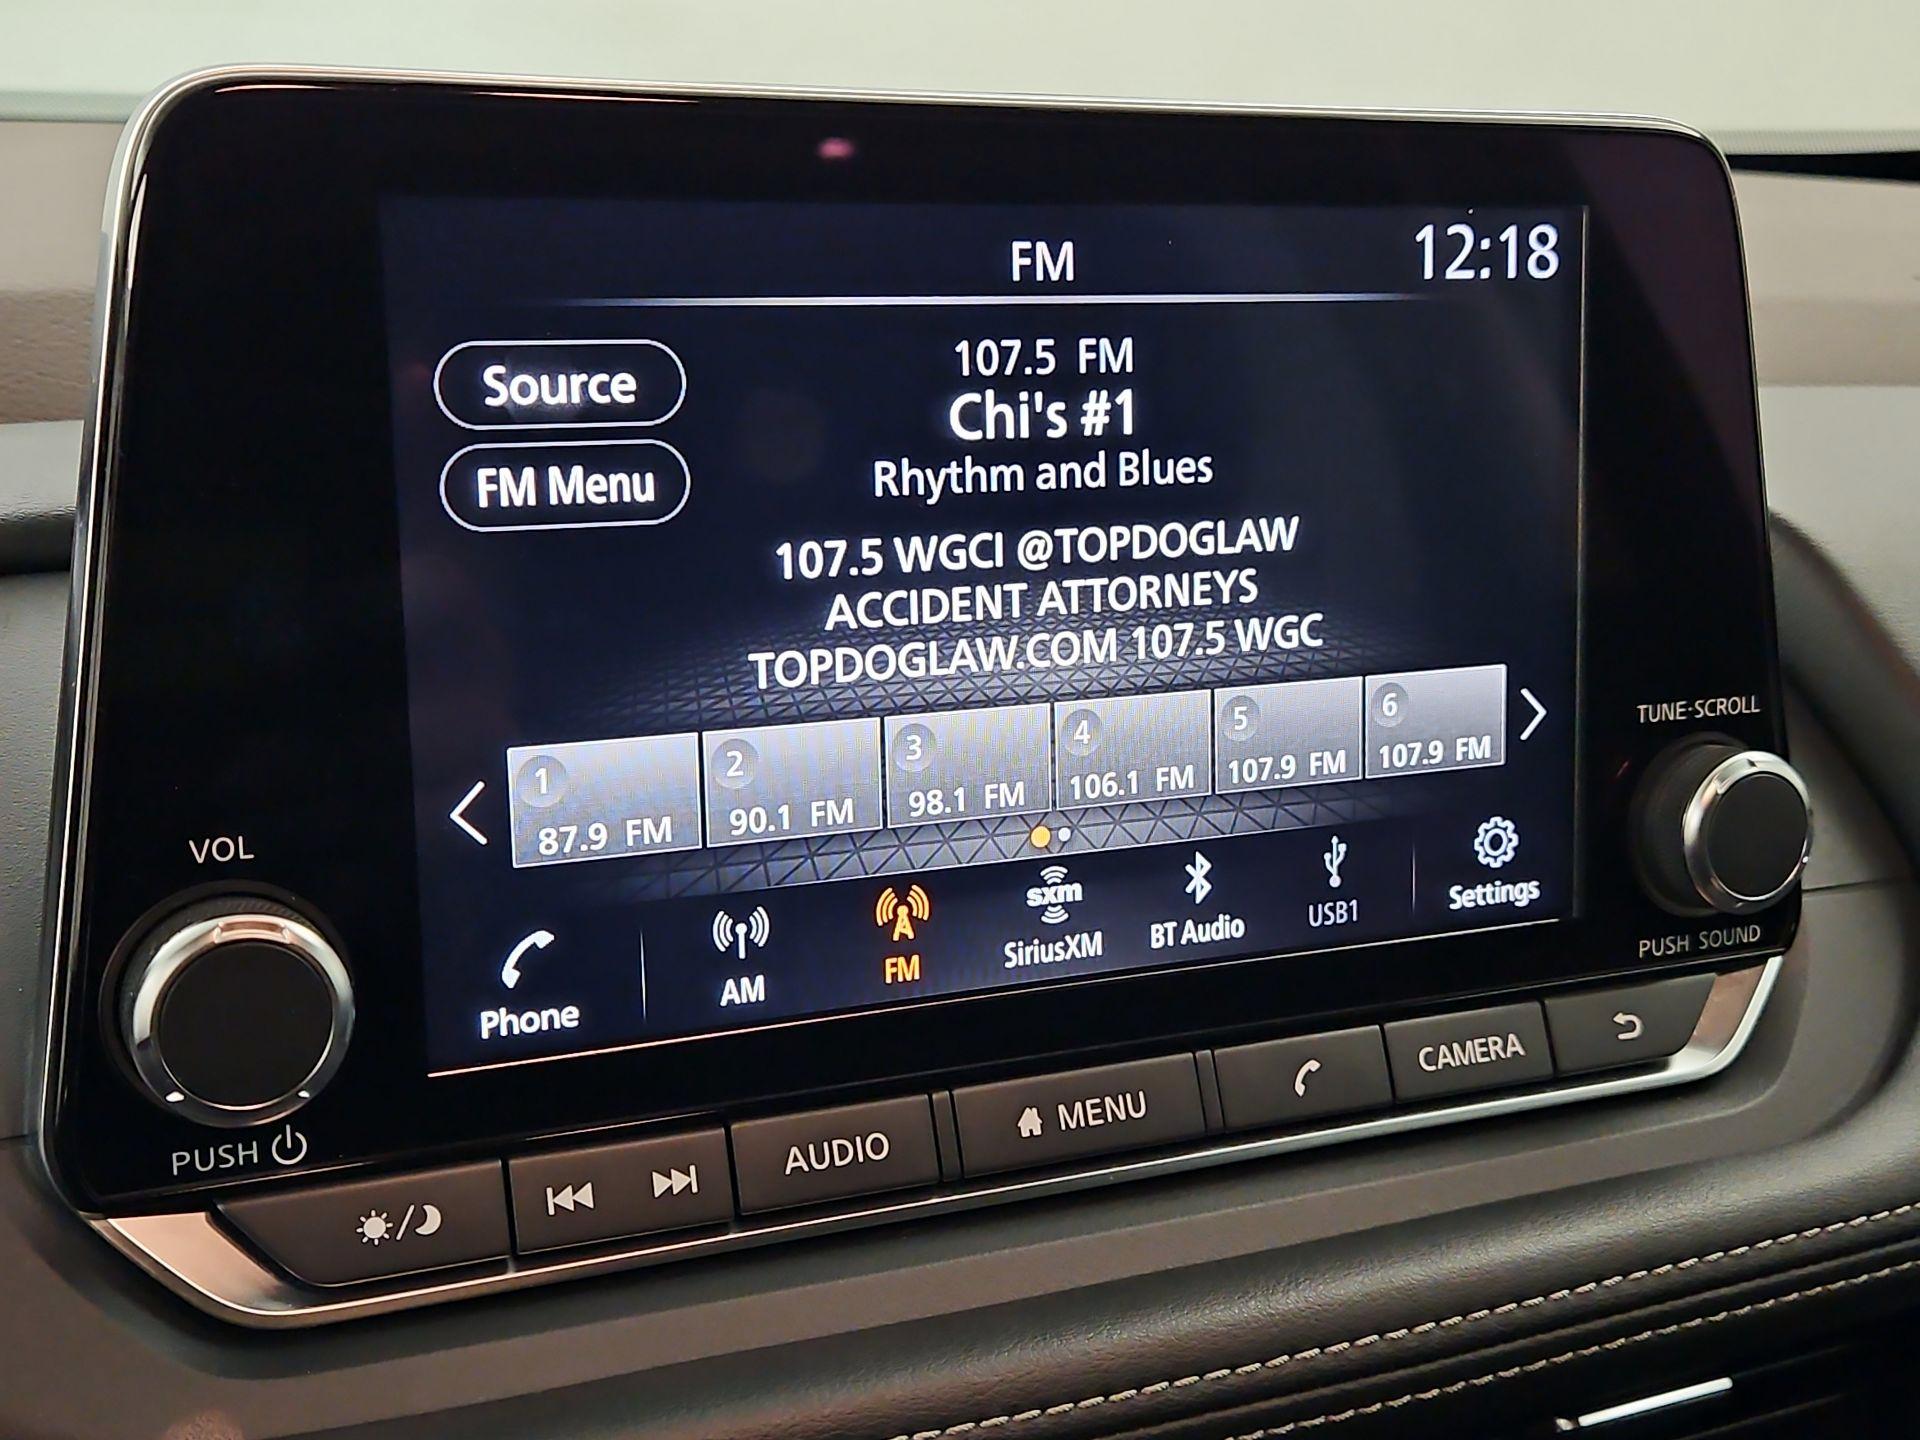 FM
12:18
Source
FM Menu
107.5 FM
Chi's #1
Rhythm and Blues
107.5 WGCI @TOPDOGLAW
ACCIDENT ATTORNEYS
TOPDOGLAW.COM 107.5 WGC
1
87.9 FM
2
90.1 FM
3
98.1 FM
4
106.1 FM
5
107.9 FM
6
107.9 FM
Phone
AM
FM
sxm
SiriusXM
BT Audio
USB1
Settings
VOL
PUSH
TUNE·SCROLL
PUSH SOUND
AUDIO
MENU
CAMERA